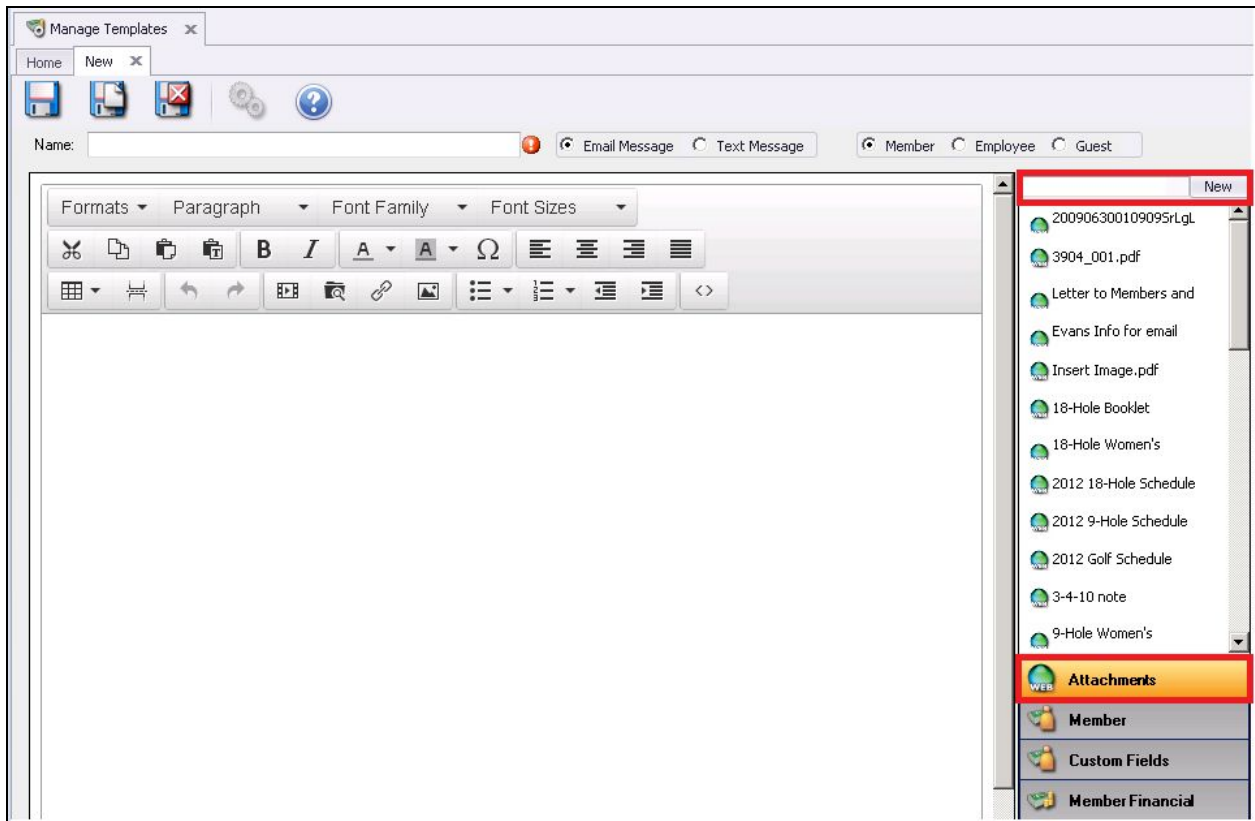 Manage Templates
Home New
Name: Email Message Text Message Member Employee Guest
New
Formats Paragraph Font Family Font Sizes
B I A A Ω
20090630010909SrLgL
3904_001.pdf
Letter to Members and
Evans Info for email
Insert Image.pdf
18-Hole Booklet
18-Hole Women's
2012 18-Hole Schedule
2012 9-Hole Schedule
2012 Golf Schedule
3-4-10 note
9-Hole Women's
WEB Attachments
Member
Custom Fields
Member Financial